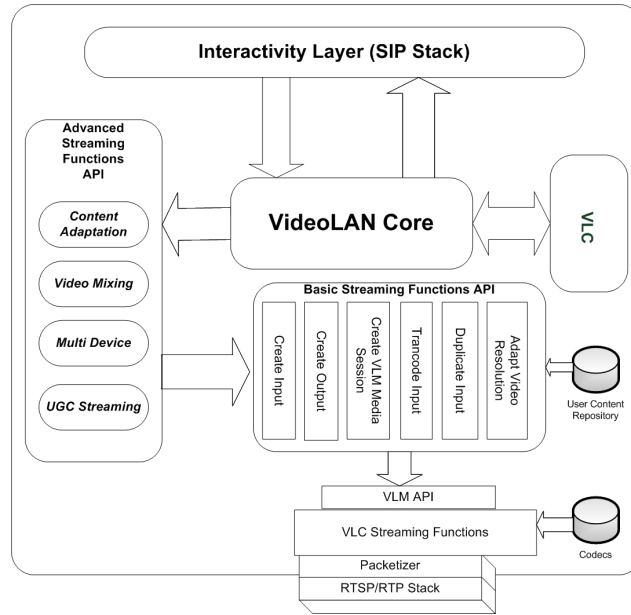 Interactivity Layer (SIP Stack)
Advanced
Streaming
Functions
API
Content
Adaptation
Video Mixing
Multi Device
UGC Streaming
VideoLAN Core
VLC
Basic Streaming Functions API
Create Input
Create Output
Create VLM Media
Session
Trancode Input
Duplicate Input
Adapt Video
Resolution
User Content
Repository
VLM API
VLC Streaming Functions
Codecs
Packetizer
RTSP/RTP Stack